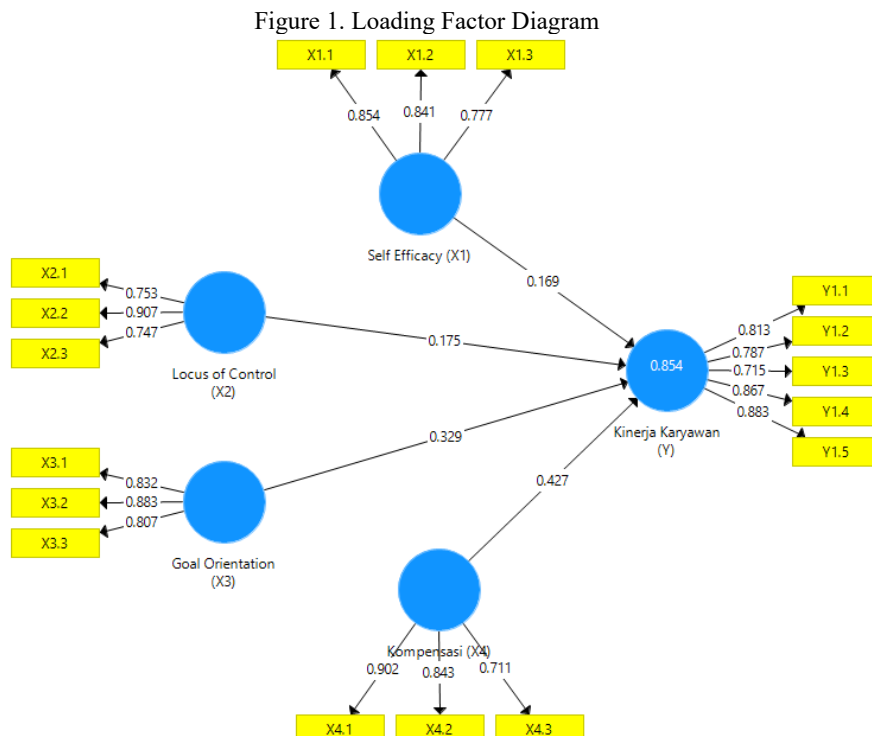 Figure 1. Loading Factor Diagram
X1.1
X1.2
X1.3
0.854
0.841
0.777
Self Efficacy (X1)
0.169
X2.1
X2.2
X2.3
0.753
0.907
0.747
Locus of Control
(X2)
0.175
Y1.1
Y1.2
Y1.3
Y1.4
Y1.5
0.813
0.787
0.715
0.867
0.883
0.854
Kinerja Karyawan
(Y)
X3.1
X3.2
X3.3
0.832
0.883
0.807
Goal Orientation
(X3)
0.329
0.427
Kompensasi (X4)
0.902
0.843
0.711
X4.1
X4.2
X4.3